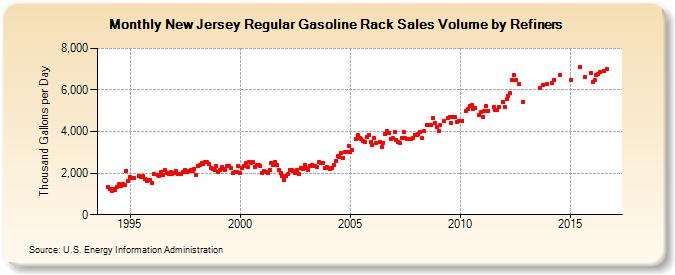 Monthly New Jersey Regular Gasoline Rack Sales Volume by Refiners
Thousand Gallons per Day
8,000
6,000
4,000
2,000
0
1995 2000 2005 2010 2015
Source: U.S. Energy Information Administration